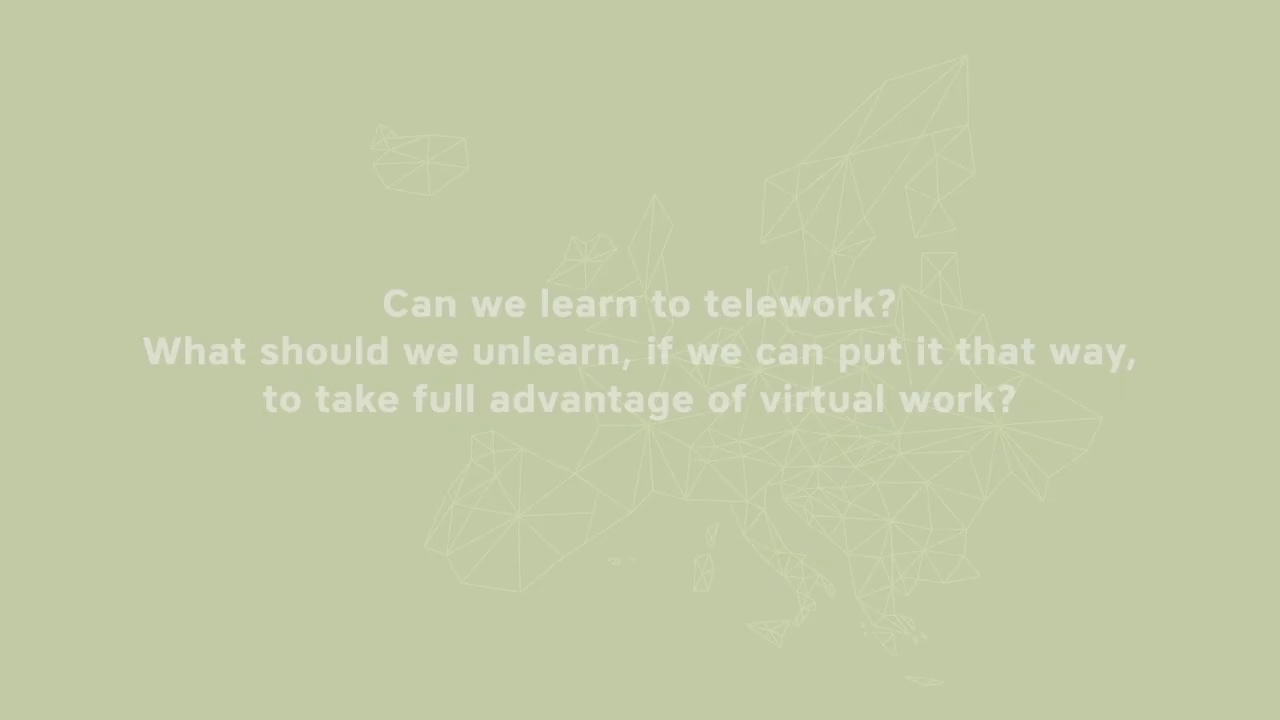 Can we learn to telework?
What should we unlearn, if we can put it that way,
to take full advantage of virtual work?